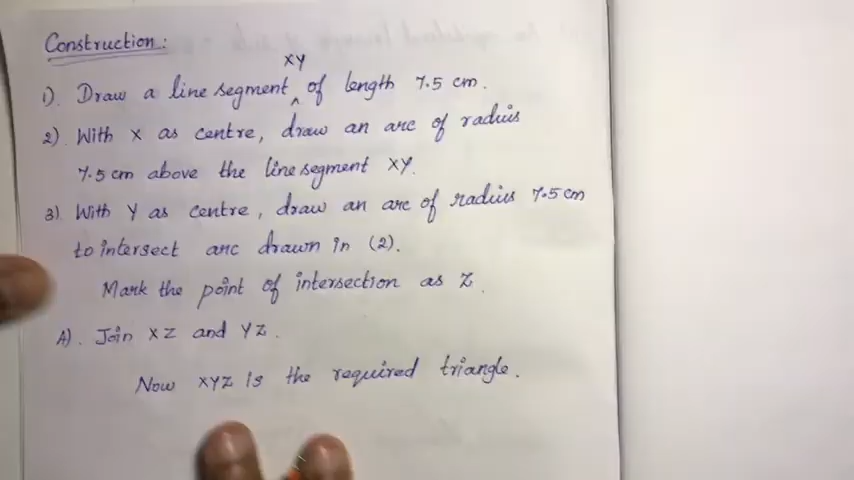 Construction:
XY
1). Draw a line segment ^ of length 7.5 cm.
2). With X as centre, draw an arc of radius
7.5 cm above the line segment XY.
3). With Y as centre, draw an arc of radius 7.5 cm
to intersect arc drawn in (2).
Mark the point of intersection as Z.
4). Join XZ and YZ.
Now XYZ is the required triangle.